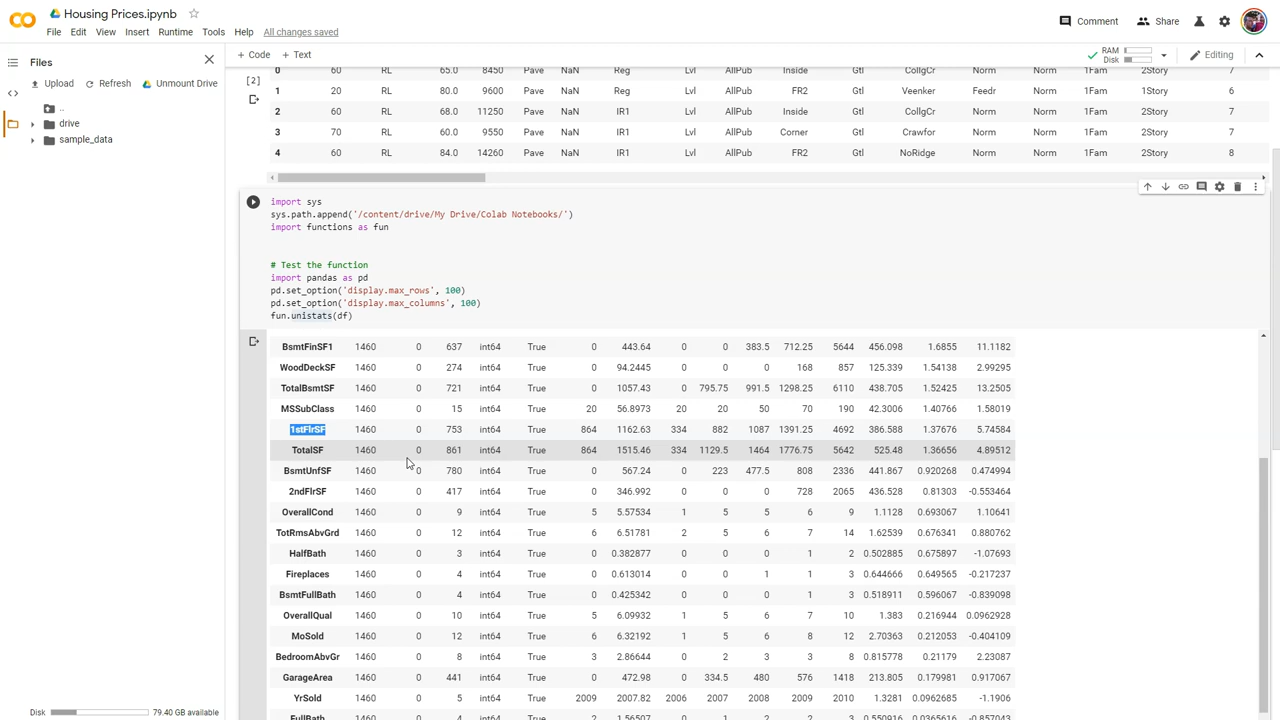 Housing Prices.ipynb
Comment
Share
File Edit View Insert Runtime Tools Help All changes saved
Files
+ Code + Text
RAM
Disk
Editing
Upload Refresh Unmount Drive
..
drive
sample_data
[2]
0 60 RL 65.0 8450 Pave NaN Reg Lvl AllPub Inside Gtl CollgCr Norm Norm 1Fam 2Story 7
1 20 RL 80.0 9600 Pave NaN Reg Lvl AllPub FR2 Gtl Veenker Feedr Norm 1Fam 1Story 6
2 60 RL 68.0 11250 Pave NaN IR1 Lvl AllPub Inside Gtl CollgCr Norm Norm 1Fam 2Story 7
3 70 RL 60.0 9550 Pave NaN IR1 Lvl AllPub Corner Gtl Crawfor Norm Norm 1Fam 2Story 7
4 60 RL 84.0 14260 Pave NaN IR1 Lvl AllPub FR2 Gtl NoRidge Norm Norm 1Fam 2Story 8
import sys
sys.path.append('/content/drive/My Drive/Colab Notebooks/')
import functions as fun
# Test the function
import pandas as pd
pd.set_option('display.max_rows', 100)
pd.set_option('display.max_columns', 100)
fun.unistats(df)
BsmtFinSF1 1460 0 637 int64 True 0 443.64 0 0 383.5 712.25 5644 456.098 1.6855 11.1182
WoodDeckSF 1460 0 274 int64 True 0 94.2445 0 0 0 168 857 125.339 1.54138 2.99295
TotalBsmtSF 1460 0 721 int64 True 0 1057.43 0 795.75 991.5 1298.25 6110 438.705 1.52425 13.2505
MSSubClass 1460 0 15 int64 True 20 56.8973 20 20 50 70 190 42.3006 1.40766 1.58019
1stFlrSF 1460 0 753 int64 True 864 1162.63 334 882 1087 1391.25 4692 386.588 1.37676 5.74584
TotalSF 1460 0 861 int64 True 864 1515.46 334 1129.5 1464 1776.75 5642 525.48 1.36656 4.89512
BsmtUnfSF 1460 0 780 int64 True 0 567.24 0 223 477.5 808 2336 441.867 0.920268 0.474994
2ndFlrSF 1460 0 417 int64 True 0 346.992 0 0 0 728 2065 436.528 0.81303 -0.553464
OverallCond 1460 0 9 int64 True 5 5.57534 1 5 5 6 9 1.1128 0.693067 1.10641
TotRmsAbvGrd 1460 0 12 int64 True 6 6.51781 2 5 6 7 14 1.62539 0.676341 0.880762
HalfBath 1460 0 3 int64 True 0 0.382877 0 0 0 1 2 0.502885 0.675897 -1.07693
Fireplaces 1460 0 4 int64 True 0 0.613014 0 0 1 1 3 0.644666 0.649565 -0.217237
BsmtFullBath 1460 0 4 int64 True 0 0.425342 0 0 0 1 3 0.518911 0.596067 -0.839098
OverallQual 1460 0 10 int64 True 5 6.09932 1 5 6 7 10 1.383 0.216944 0.0962928
MoSold 1460 0 12 int64 True 6 6.32192 1 5 6 8 12 2.70363 0.212053 -0.404109
BedroomAbvGr 1460 0 8 int64 True 3 2.86644 0 2 3 3 8 0.815778 0.21179 2.23087
GarageArea 1460 0 441 int64 True 0 472.98 0 334.5 480 576 1418 213.805 0.179981 0.917067
YrSold 1460 0 5 int64 True 2009 2007.82 2006 2007 2008 2009 2010 1.3281 0.0962685 -1.1906
FullBath 1460 0 4 int64 True 2 1.56507 0 1 2 2 3 0.550916 0.0365616 -0.857043
Disk 79.40 GB available